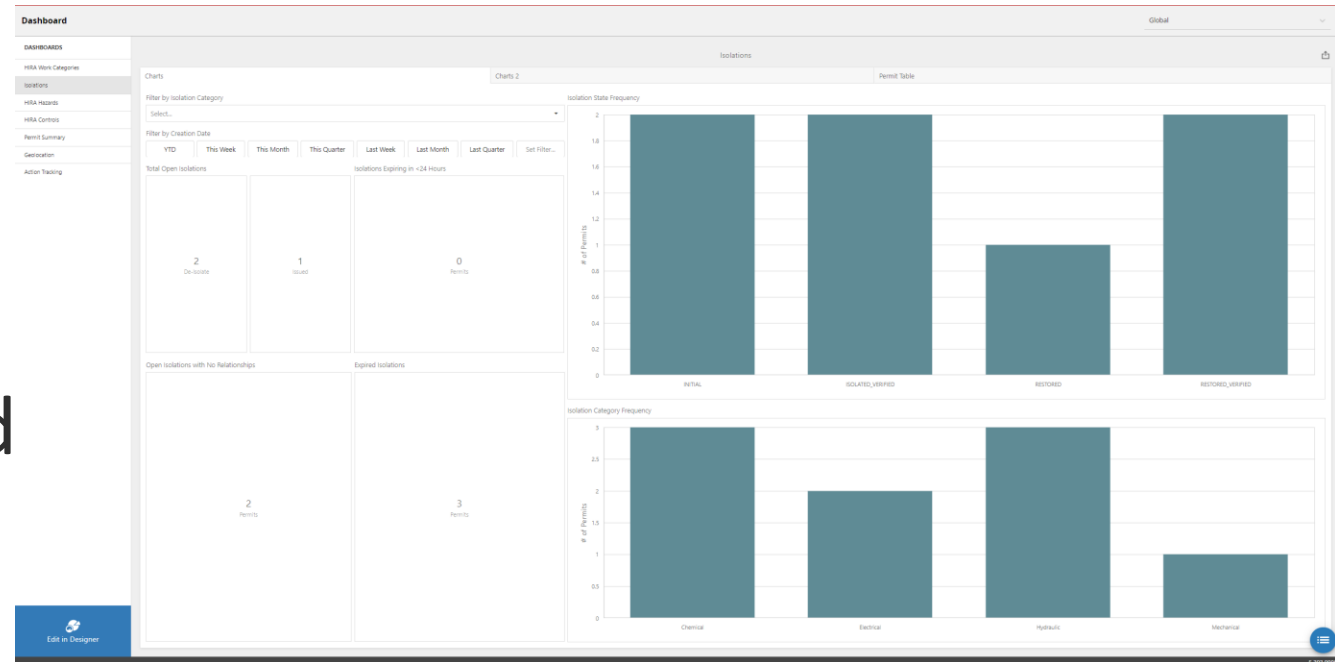 Dashboard
Global
DASHBOARDS
HIRA Work Categories
Isolations
HIRA Hazards
HIRA Controls
Permit Summary
Geolocation
Action Tracking
Edit in Designer
Isolations
Charts
Charts 2
Permit Table
Filter by Isolation Category
Select...
Filter by Creation Date
YTD This Week This Month This Quarter Last Week Last Month Last Quarter Set Filter...
Total Open Isolations
2
De-Isolate
1
Issued
Isolations Expiring in <24 Hours
0
Permits
Open Isolations with No Relationships
2
Permits
Expired Isolations
3
Permits
Isolation State Frequency
# of Permits
2
1.8
1.6
1.4
1.2
1
0.8
0.6
0.4
0.2
0
INITIAL ISOLATED_VERIFIED RESTORED RESTORED_VERIFIED
Isolation Category Frequency
# of Permits
3
2.5
2
1.5
1
0.5
0
Chemical Electrical Hydraulic Mechanical
d